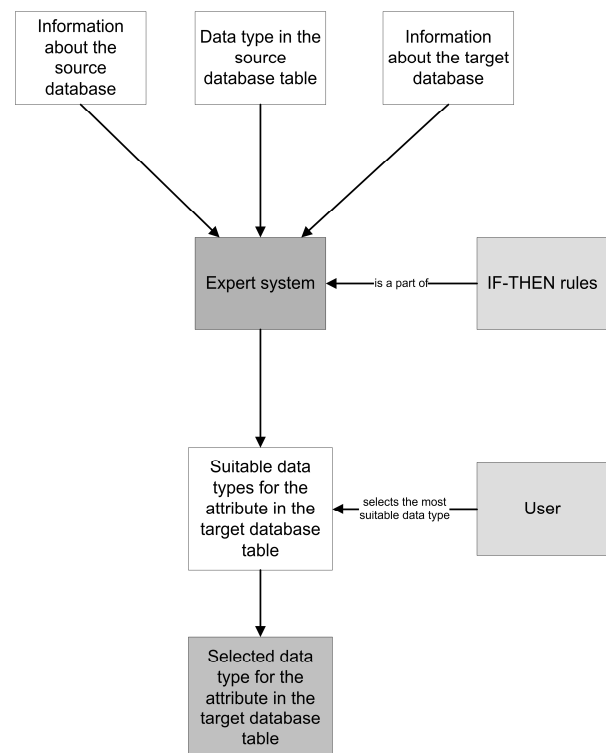 Information
about the
source
database
Data type in the
source
database table
Information
about the target
database
Expert system
is a part of
IF-THEN rules
Suitable data
types for the
attribute in the
target database
table
selects the most
suitable data type
User
Selected data
type for the
attribute in the
target database
table